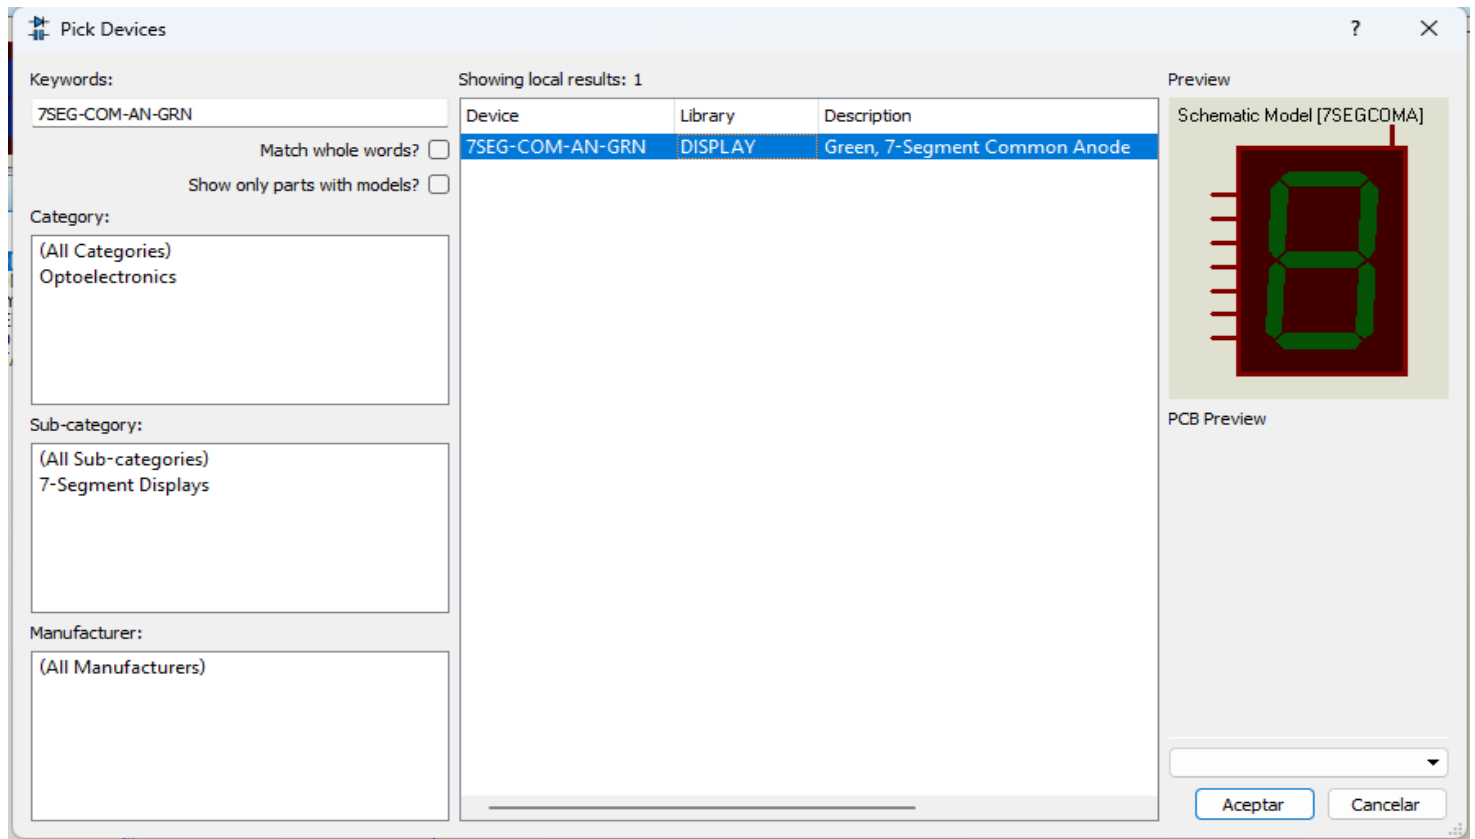 Pick Devices
?
Keywords:
7SEG-COM-AN-GRN
Match whole words?
Show only parts with models?
Category:
(All Categories)
Optoelectronics
Sub-category:
(All Sub-categories)
7-Segment Displays
Manufacturer:
(All Manufacturers)
Showing local results: 1
Device Library Description
7SEG-COM-AN-GRN DISPLAY Green, 7-Segment Common Anode
Preview
Schematic Model [7SEGCOMA]
PCB Preview
Aceptar Cancelar